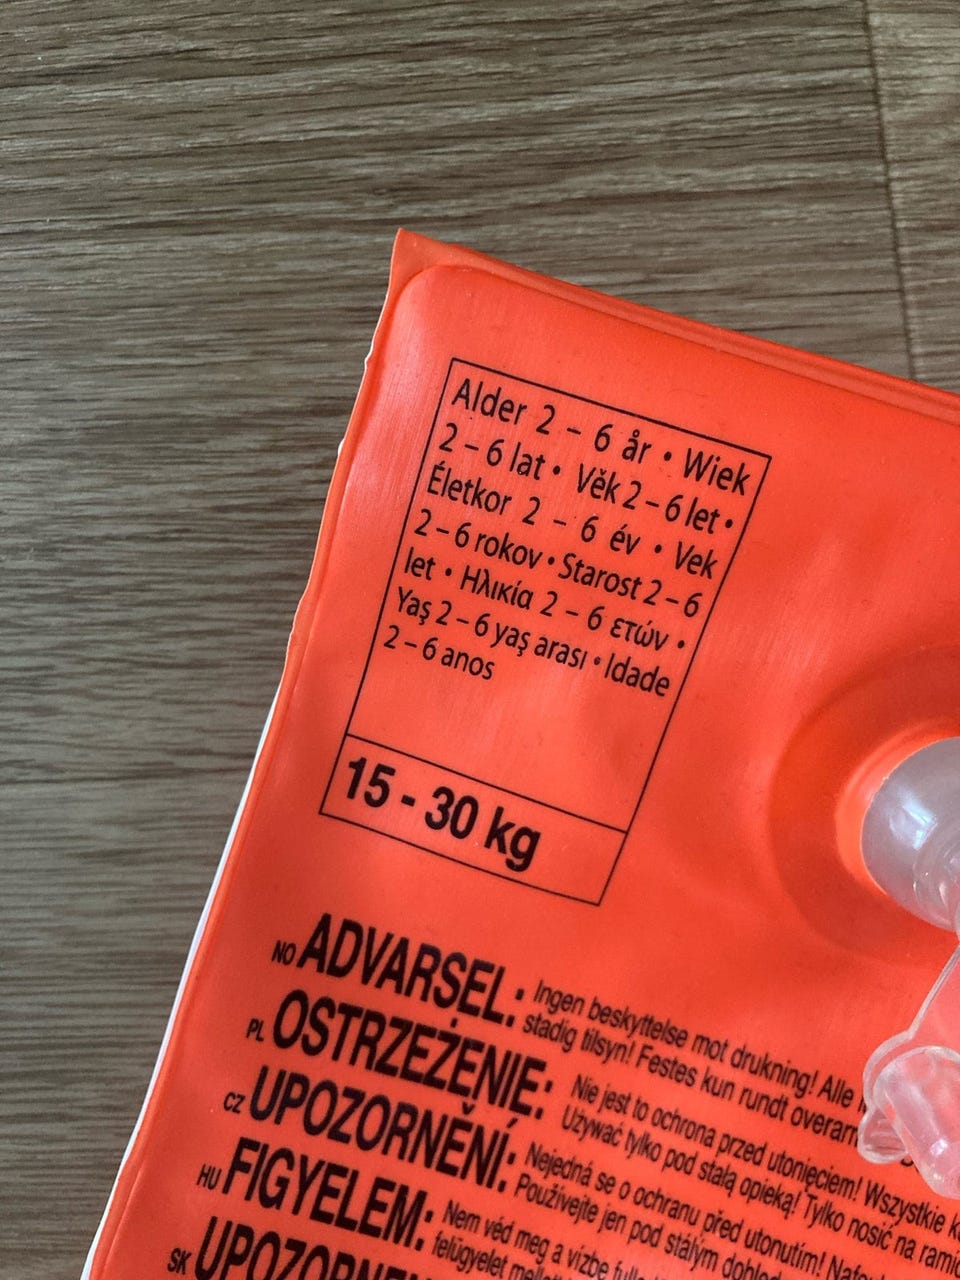 Alder 2 – 6 år • Wiek
2 – 6 lat • Věk 2 – 6 let •
Életkor 2 – 6 év • Vek
2 – 6 rokov • Starost 2 – 6
let • Ηλικία 2 – 6 ετών •
Yaş 2 – 6 yaş arası • Idade
2 – 6 anos
15 - 30 kg
NO ADVARSEL: Ingen beskyttelse mot drukning! Alle
stadig tilsyn! Festes kun rundt overarm
PL OSTRZEŻENIE: Nie jest to ochrona przed utonięciem! Wszystkie
Używać tylko pod stałą opieką! Tylko nosić na
CZ UPOZORNĚNÍ: Nejedná se o ochranu před utonutím!
Používejte jen pod stálým
HU FIGYELEM: Nem véd meg a vízbe
felügyelet
SK